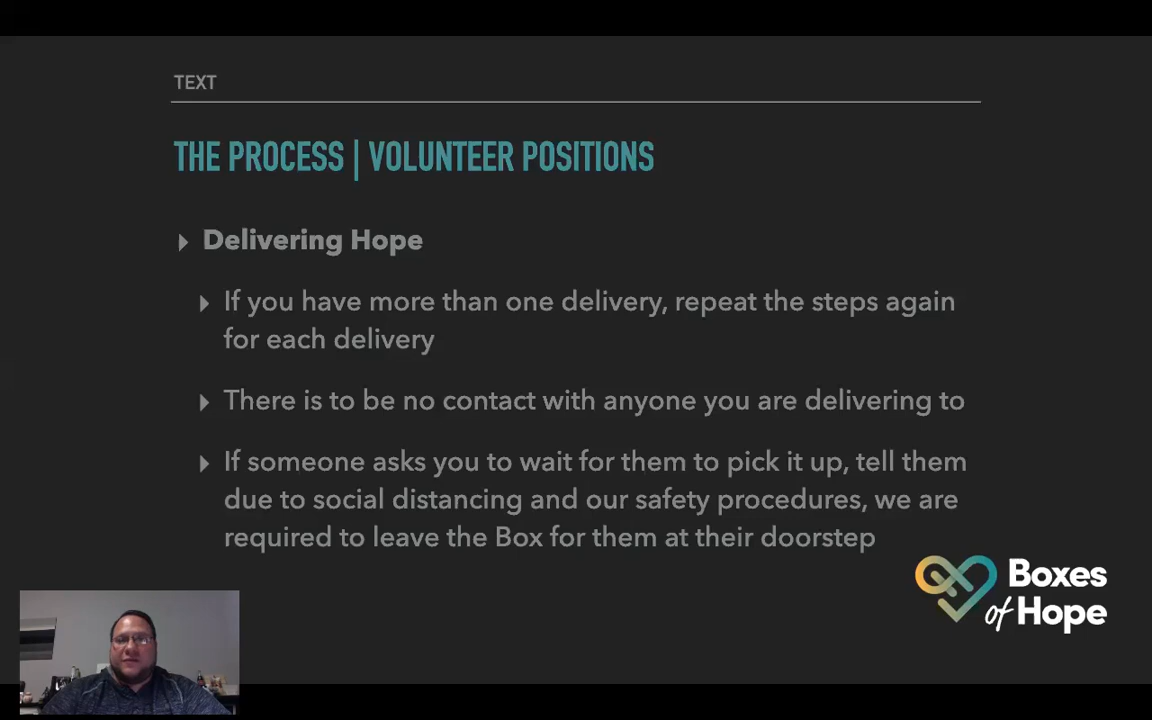 TEXT
THE PROCESS | VOLUNTEER POSITIONS
Delivering Hope
If you have more than one delivery, repeat the steps again
for each delivery
There is to be no contact with anyone you are delivering to
If someone asks you to wait for them to pick it up, tell them
due to social distancing and our safety procedures, we are
required to leave the Box for them at their doorstep
Boxes
of Hope